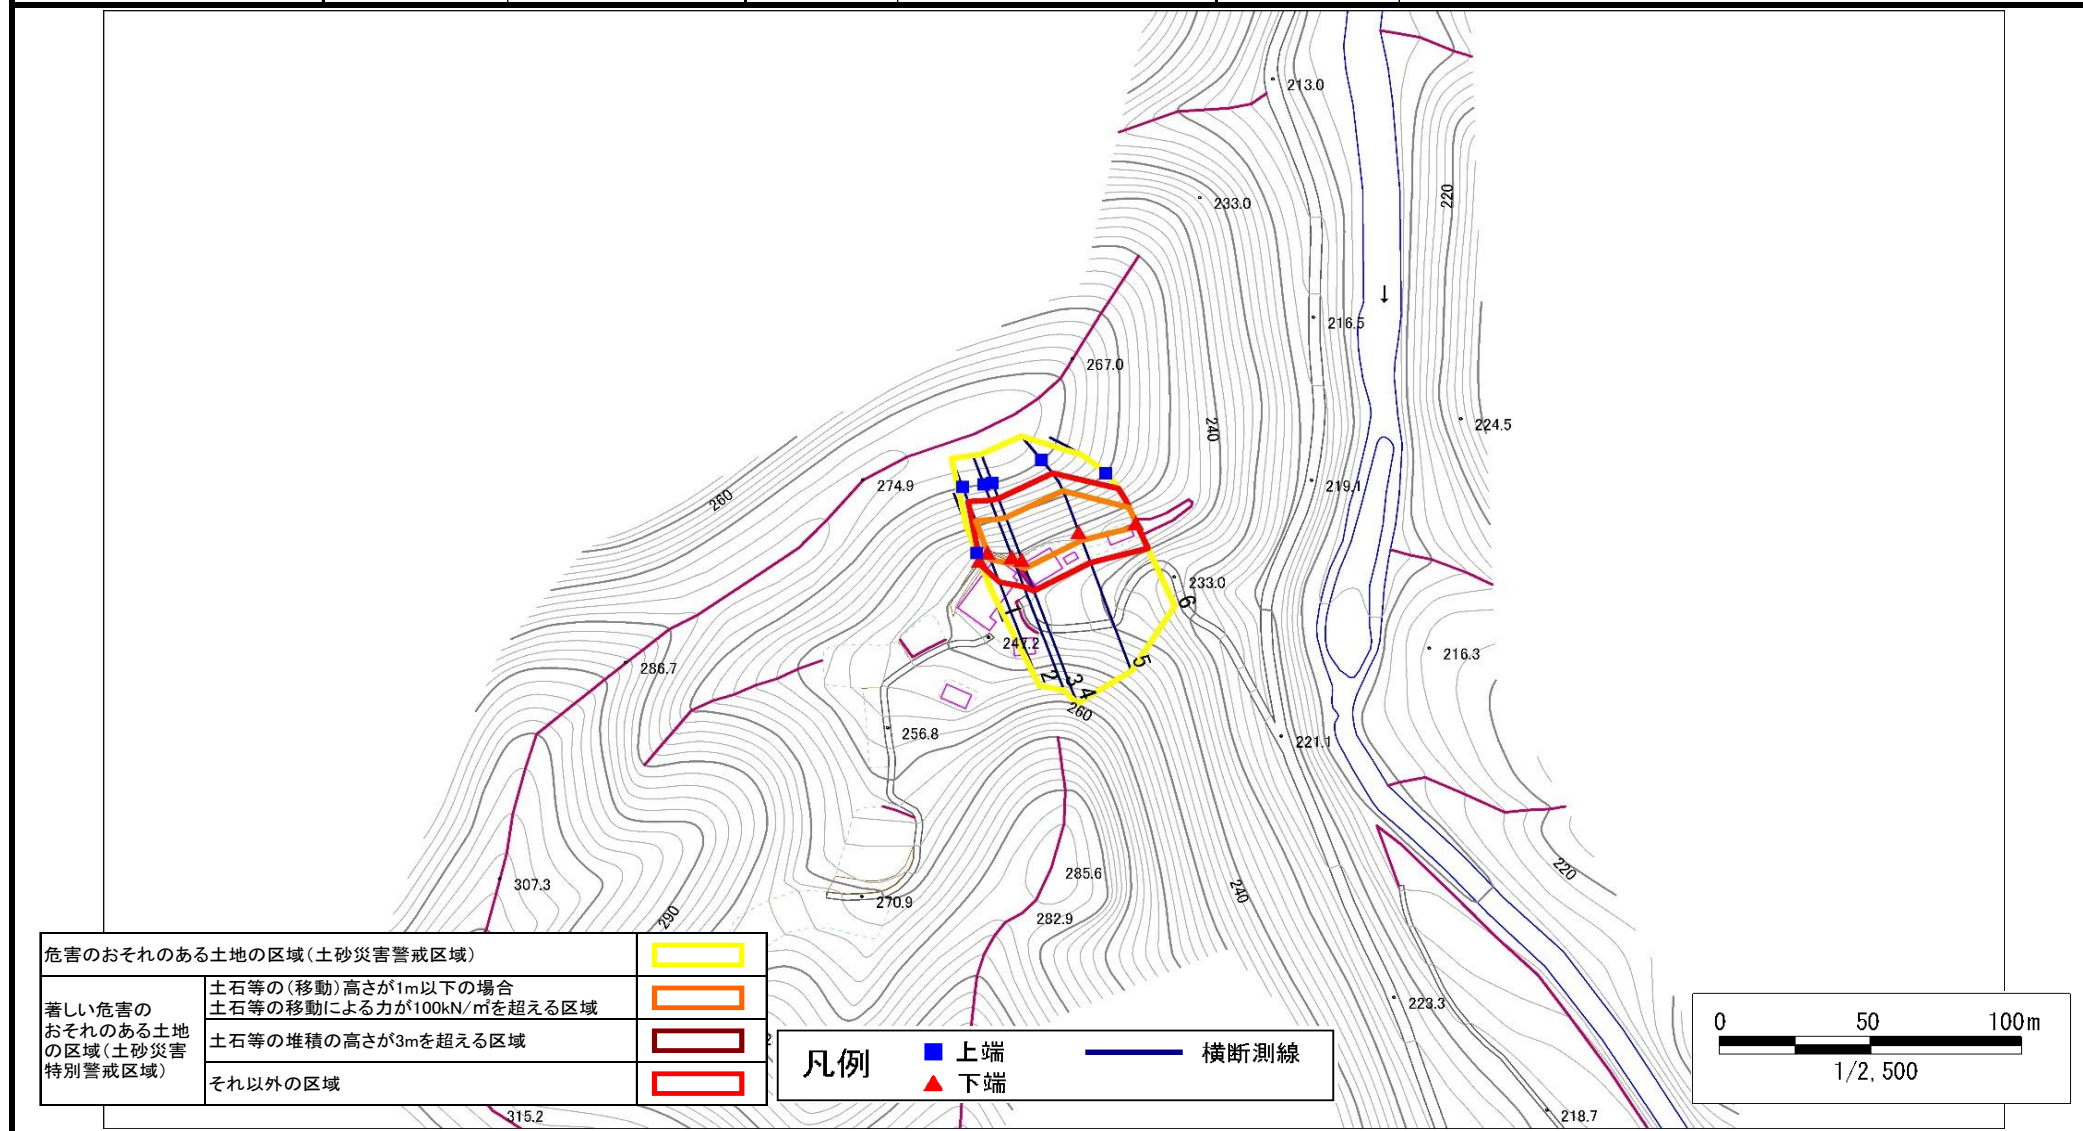 213.0
233.0
220
216.5
267.0
240
224.5
274.9
260
219.1
233.0
6
1
247.2
216.3
286.7
5
2
3
4
260
256.8
221.1
285.6
220
307.3
240
270.9
282.9
290
223.3
315.2
218.7
危害のおそれのある土地の区域(土砂災害警戒区域)
著しい危害の
おそれのある土地
の区域(土砂災害
特別警戒区域)
土石等の(移動)高さが1m以下の場合
土石等の移動による力が100kN/㎡を超える区域
土石等の堆積の高さが3mを超える区域
それ以外の区域
凡例
上端
下端
横断測線
0 50 100m
1/2,500